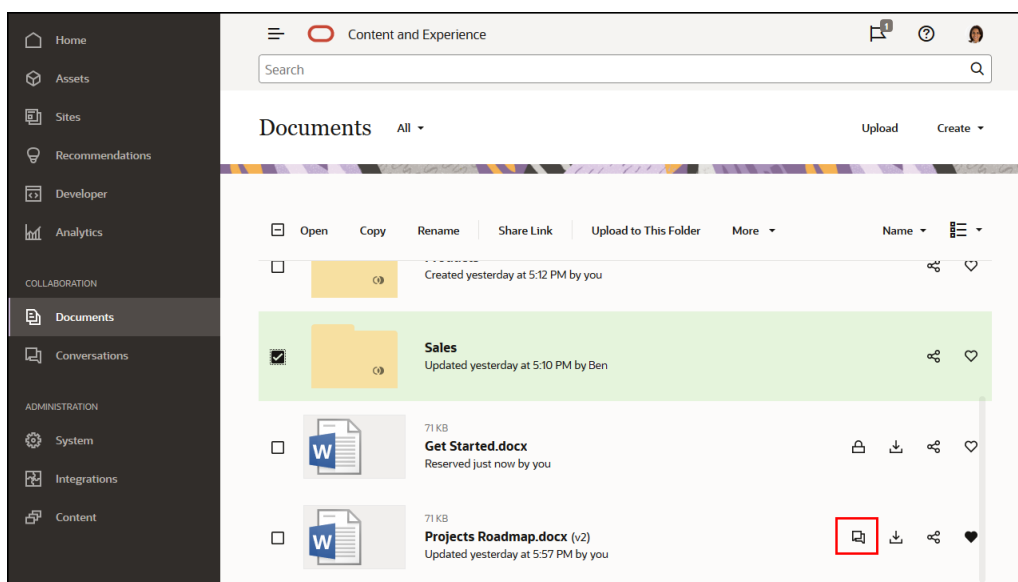 Home
Assets
Sites
Recommendations
Developer
Analytics
COLLABORATION
Documents
Conversations
ADMINISTRATION
System
Integrations
Content
Content and Experience
1
Search
Documents All
Upload Create
Open Copy Rename Share Link Upload to This Folder More Name
Created yesterday at 5:12 PM by you
Sales
Updated yesterday at 5:10 PM by Ben
71 KB
Get Started.docx
Reserved just now by you
71 KB
Projects Roadmap.docx (v2)
Updated yesterday at 5:57 PM by you
W
W